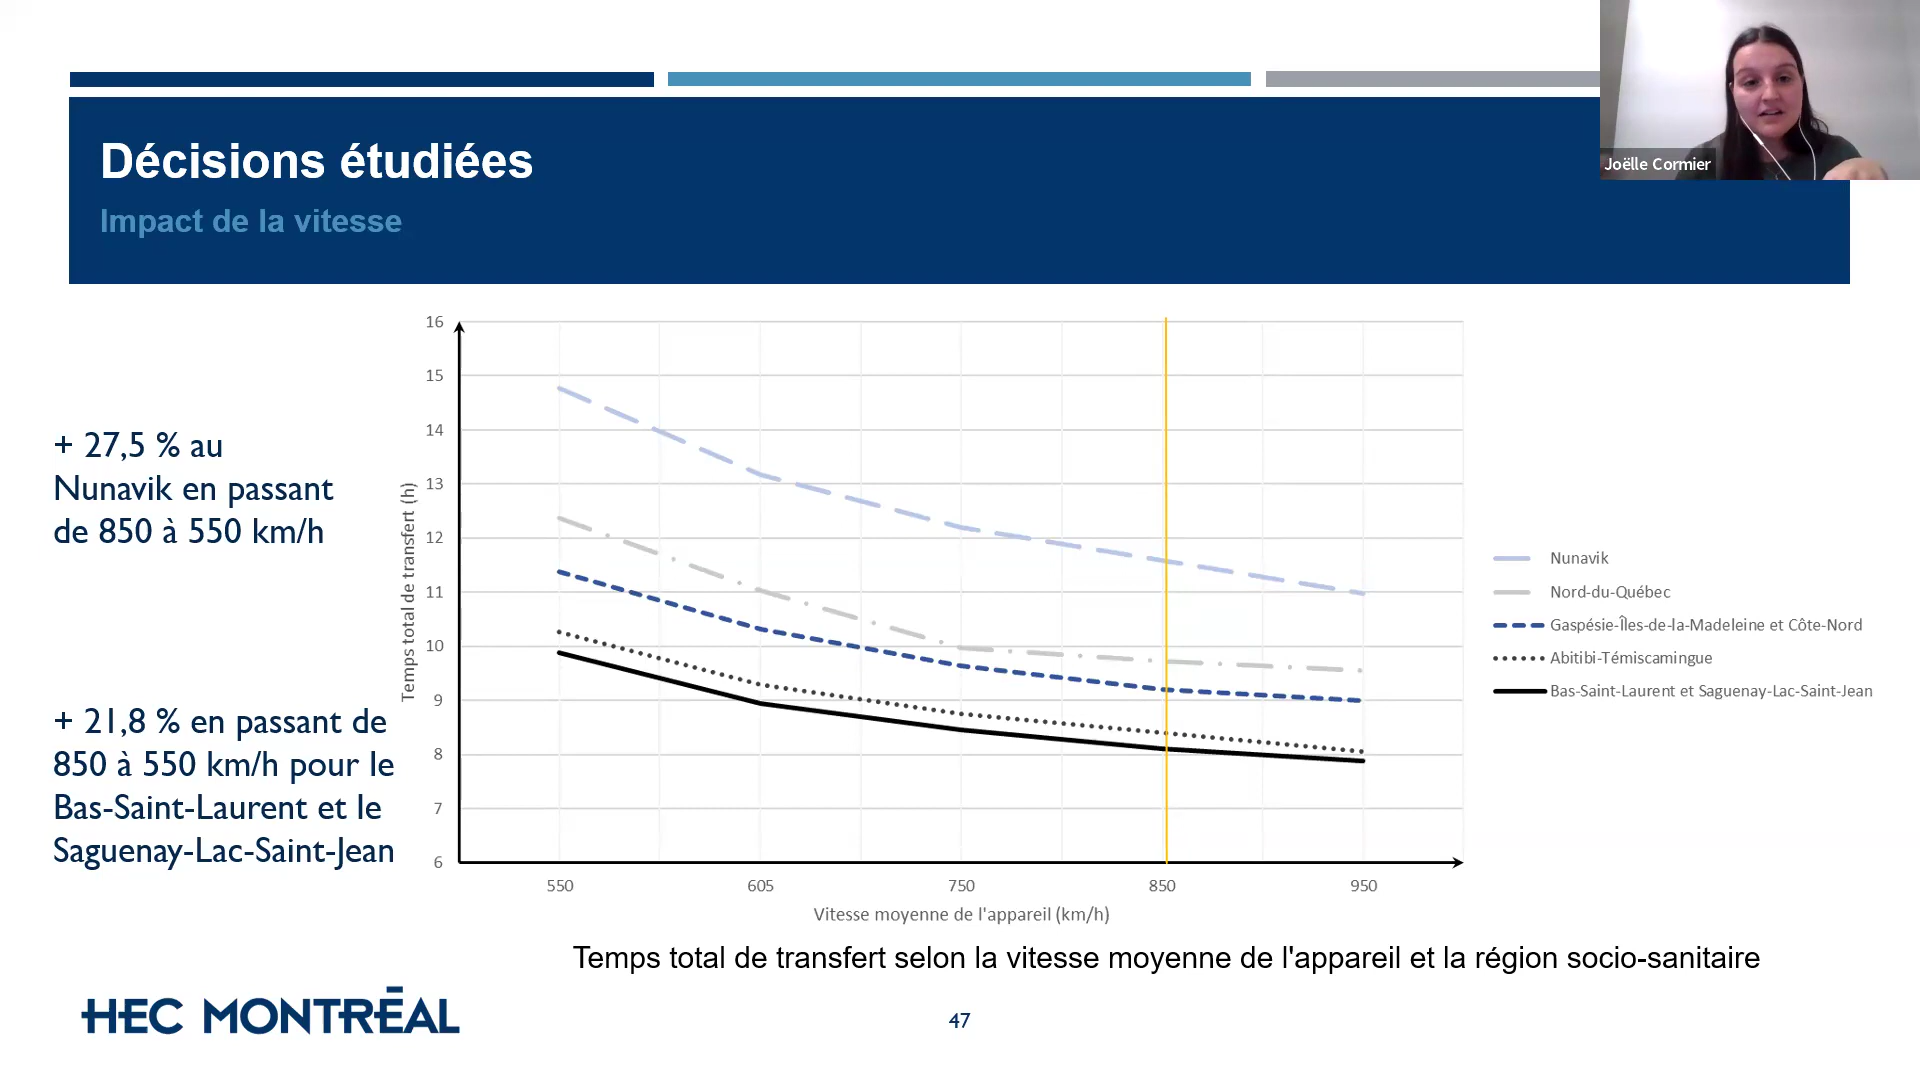 Joëlle Cormier
Décisions étudiées
Impact de la vitesse
+ 27,5 % au
Nunavik en passant
de 850 à 550 km/h
+ 21,8 % en passant de
850 à 550 km/h pour le
Bas-Saint-Laurent et le
Saguenay-Lac-Saint-Jean
Temps total de transfert (h)
16
15
14
13
12
11
10
9
8
7
6
550 605 750 850 950
Vitesse moyenne de l'appareil (km/h)
Nunavik
Nord-du-Québec
Gaspésie-Îles-de-la-Madeleine et Côte-Nord
Abitibi-Témiscamingue
Bas-Saint-Laurent et Saguenay-Lac-Saint-Jean
Temps total de transfert selon la vitesse moyenne de l'appareil et la région socio-sanitaire
HEC MONTRÉAL
47